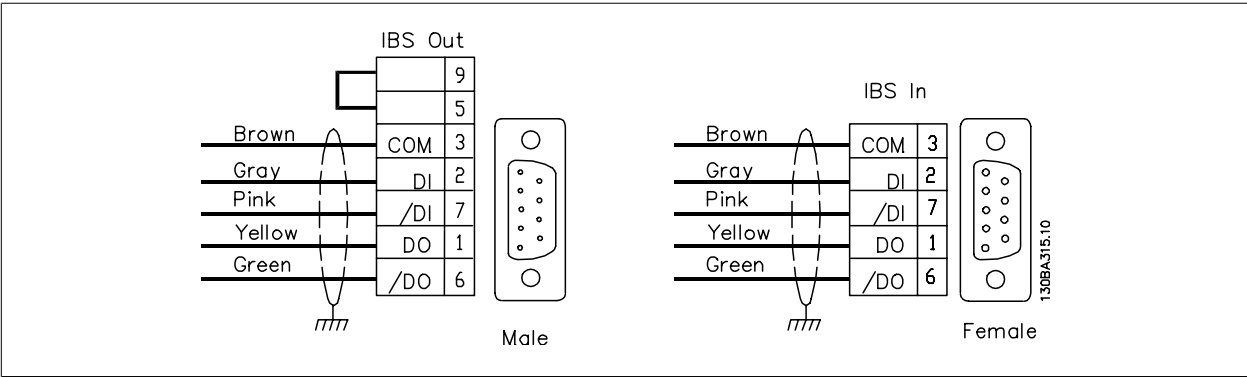 IBS Out
9
5
Brown COM 3
Gray DI 2
Pink /DI 7
Yellow DO 1
Green /DO 6
Male
IBS In
Brown COM 3
Gray DI 2
Pink /DI 7
Yellow DO 1
Green /DO 6
Female
130BA315.10